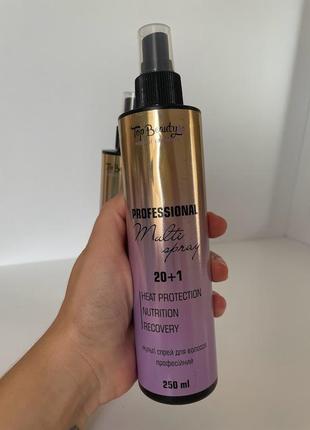 Top Beauty
PROFESSIONAL
Multi
spray
20+1
HEAT PROTECTION
NUTRITION
RECOVERY
спрей для волосся
професійний
250 ml